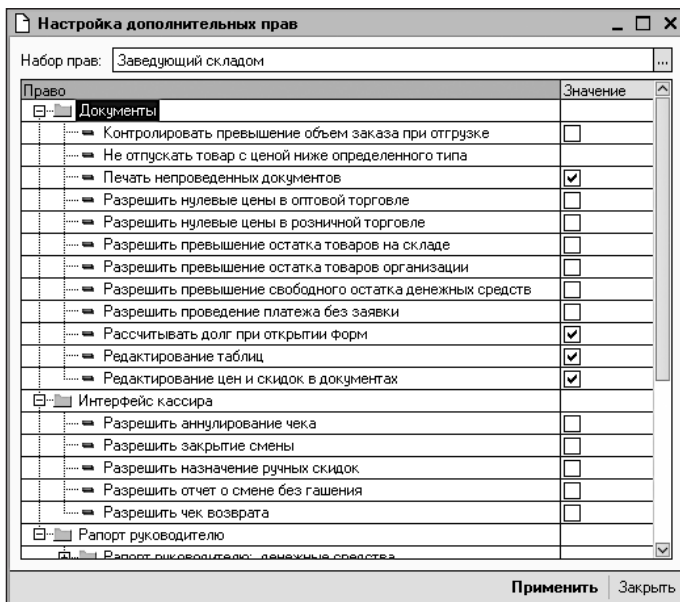 Настройка дополнительных прав
Набор прав: Заведующий складом ...
Право Значение
Документы
Контролировать превышение объем заказа при отгрузке
Не отпускать товар с ценой ниже определенного типа
Печать непроведенных документов
Разрешить нулевые цены в оптовой торговле
Разрешить нулевые цены в розничной торговле
Разрешить превышение остатка товаров на складе
Разрешить превышение остатка товаров организации
Разрешить превышение свободного остатка денежных средств
Разрешить проведение платежа без заявки
Рассчитывать долг при открытии форм
Редактирование таблиц
Редактирование цен и скидок в документах
Интерфейс кассира
Разрешить аннулирование чека
Разрешить закрытие смены
Разрешить назначение ручных скидок
Разрешить отчет о смене без гашения
Разрешить чек возврата
Рапорт руководителю
Рапорт руководителю: денежные средства
Применить Закрыть